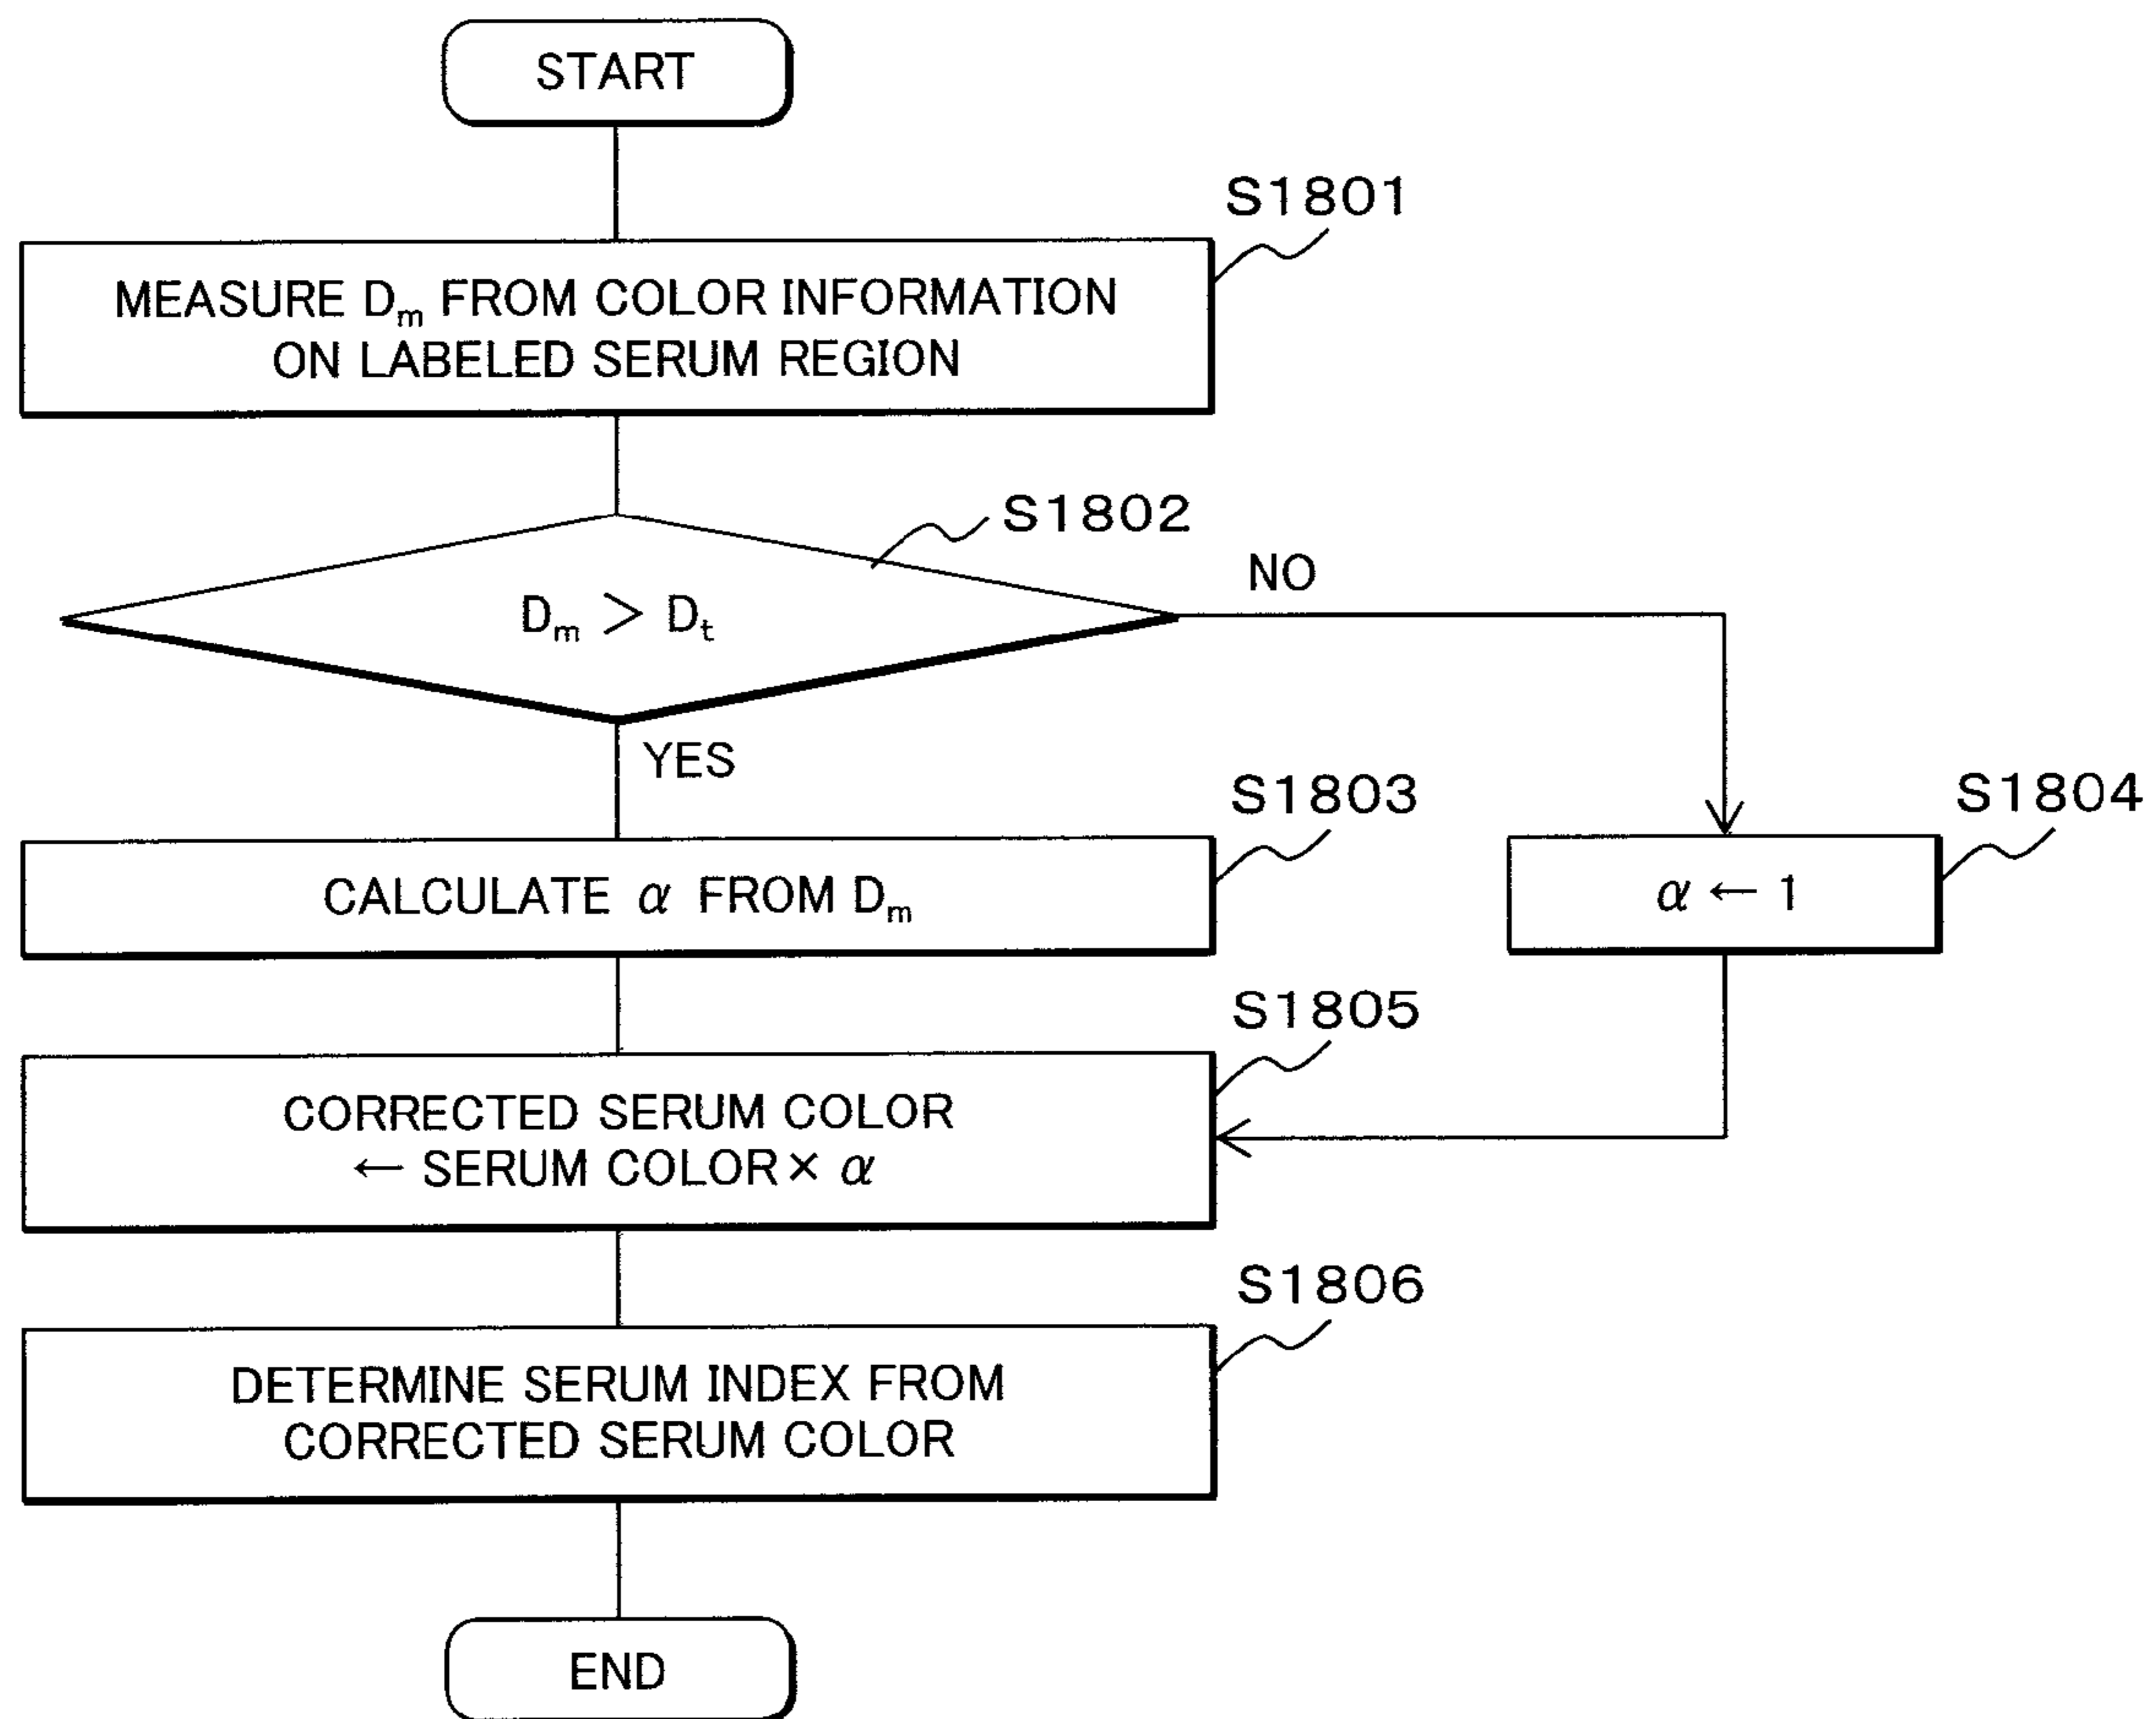 START
S1801
MEASURE Dm FROM COLOR INFORMATION
ON LABELED SERUM REGION
S1802
Dm > Dt
NO
YES
S1803
CALCULATE α FROM Dm
S1804
α ← 1
S1805
CORRECTED SERUM COLOR
← SERUM COLOR× α
S1806
DETERMINE SERUM INDEX FROM
CORRECTED SERUM COLOR
END